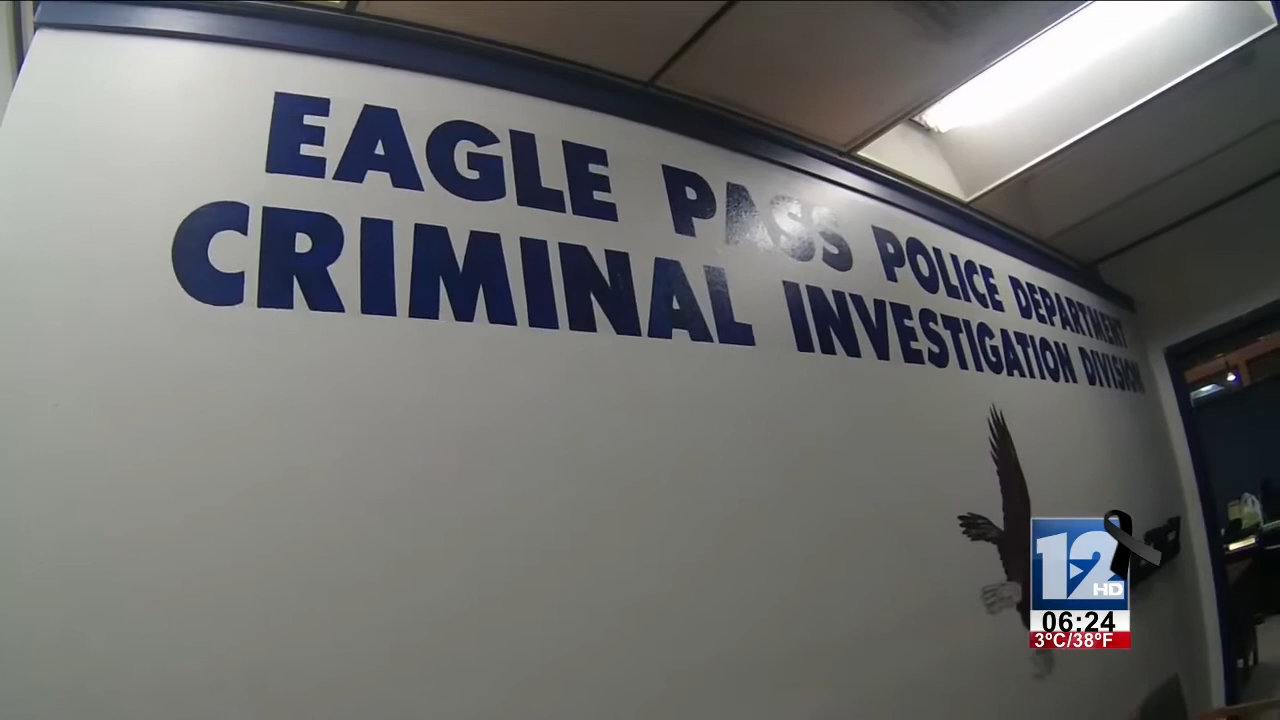 EAGLE PASS POLICE DEPARTMENT
CRIMINAL INVESTIGATION DIVISION
12
HD
06:24
3°C/38°F